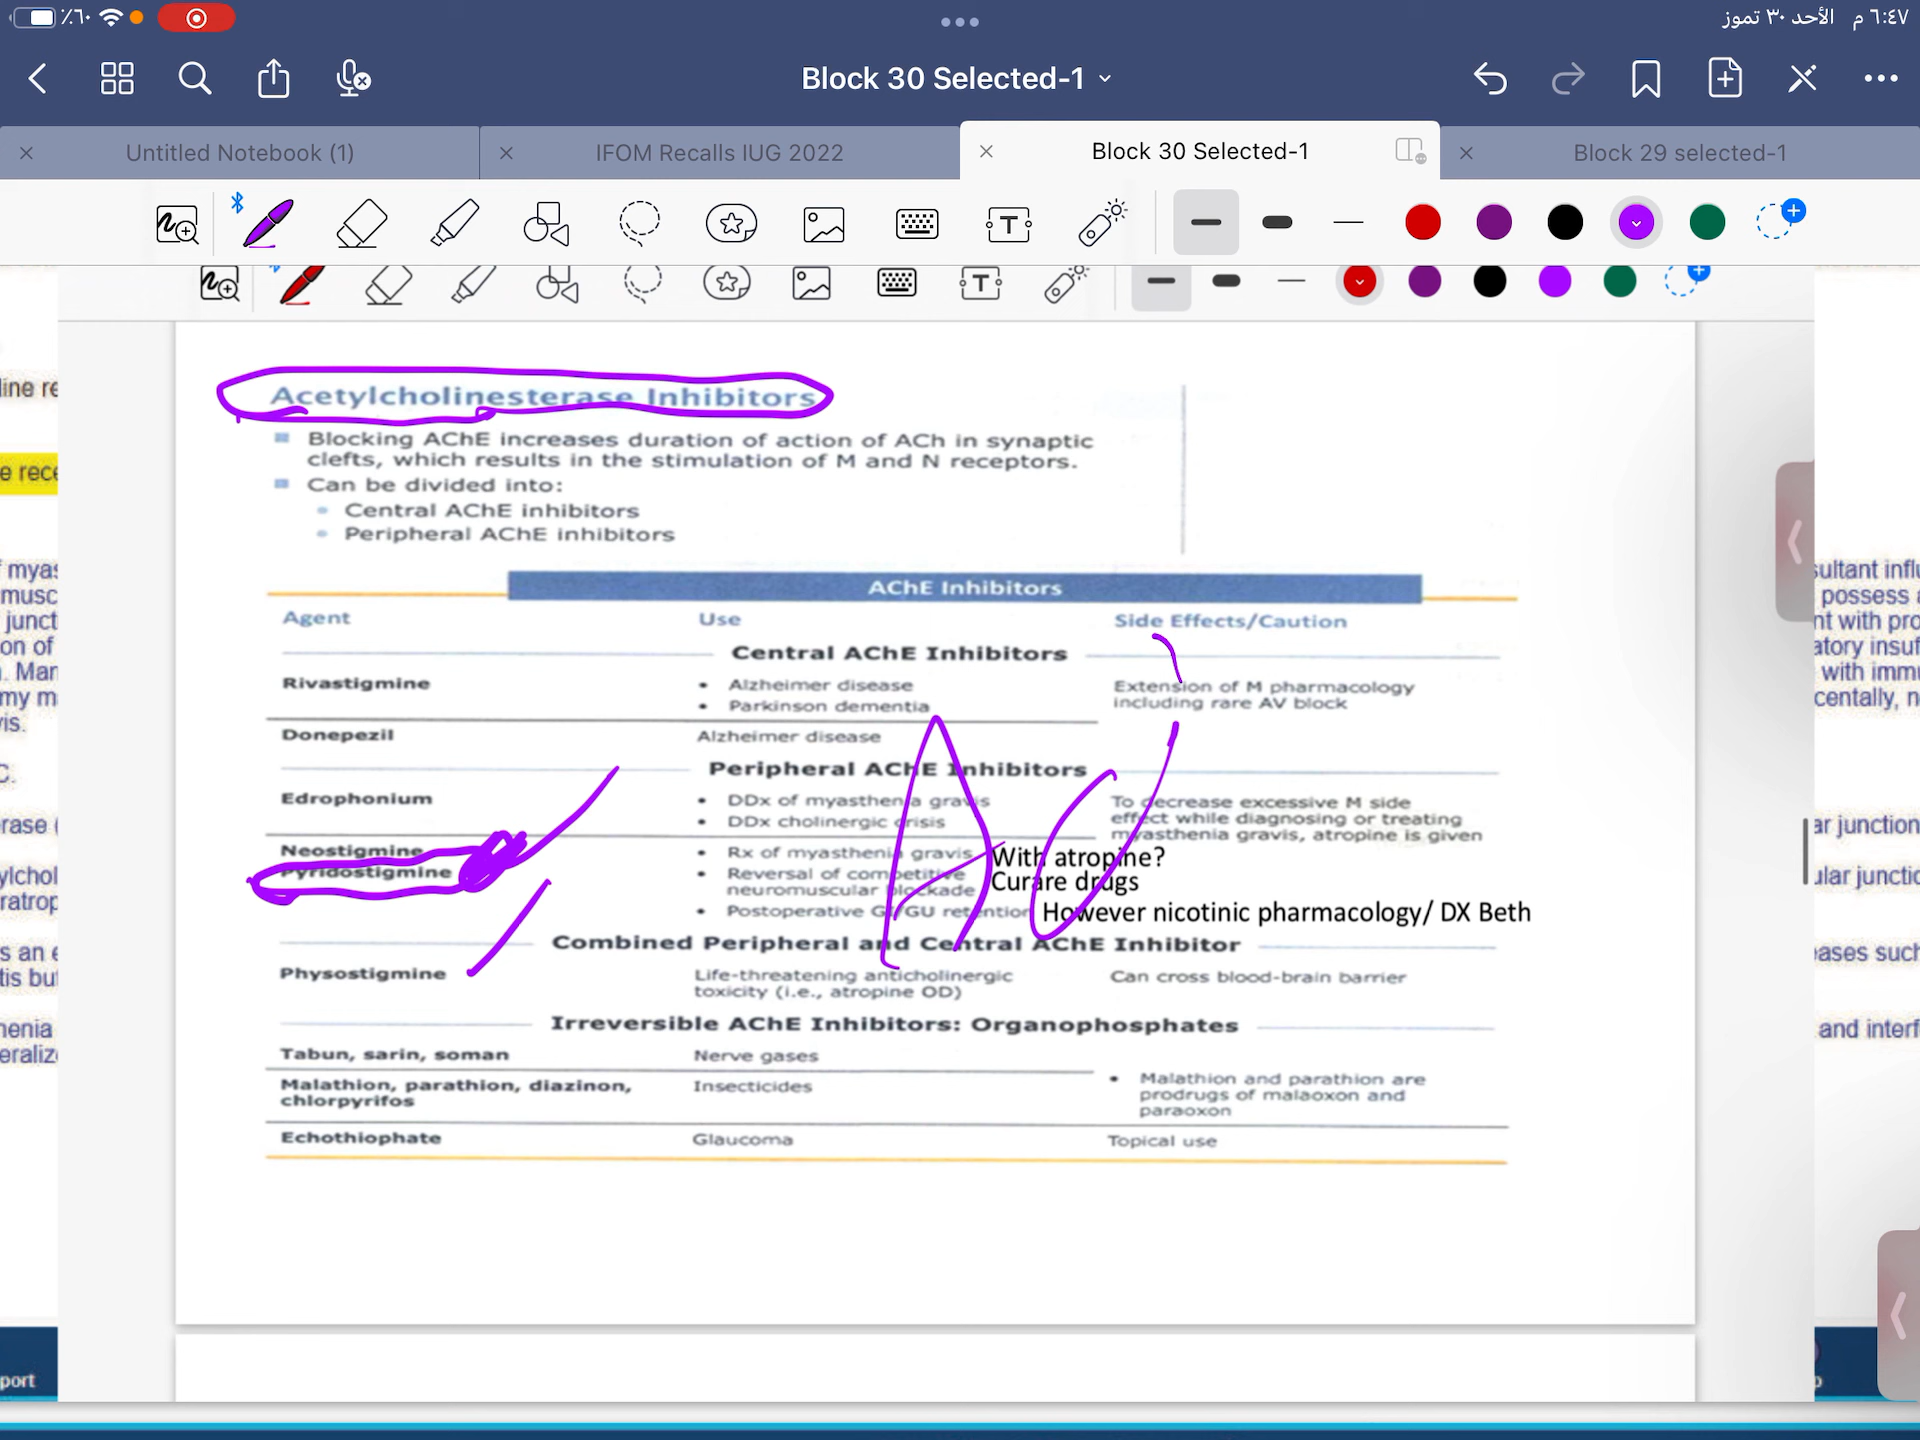 ٪٦٠
٦:٤٧ م الأحد ٣٠ تموز
Block 30 Selected-1
Untitled Notebook (1)
IFOM Recalls IUG 2022
Block 30 Selected-1
Block 29 selected-1
Acetylcholinesterase Inhibitors
Blocking AChE increases duration of action of ACh in synaptic
clefts, which results in the stimulation of M and N receptors.
Can be divided into:
Central AChE inhibitors
Peripheral AChE inhibitors
AChE Inhibitors
Agent Use Side Effects/Caution
Central AChE Inhibitors
Rivastigmine
• Alzheimer disease
• Parkinson dementia
Extension of M pharmacology
including rare AV block
Donepezil Alzheimer disease
Peripheral AChE Inhibitors
Edrophonium
• DDx of myasthenia gravis
• DDx cholinergic crisis
To decrease excessive M side
effect while diagnosing or treating
myasthenia gravis, atropine is given
Neostigmine
Pyridostigmine
• Rx of myasthenia gravis
• Reversal of competitive
neuromuscular blockade
• Postoperative GI/GU retention
With atropine?
Curare drugs
However nicotinic pharmacology/ DX Beth
Combined Peripheral and Central AChE Inhibitor
Physostigmine
Life-threatening anticholinergic
toxicity (i.e., atropine OD)
Can cross blood-brain barrier
Irreversible AChE Inhibitors: Organophosphates
Tabun, sarin, soman Nerve gases
Malathion, parathion, diazinon,
chlorpyrifos
Insecticides
• Malathion and parathion are
prodrugs of malaoxon and
paraoxon
Echothiophate Glaucoma Topical use
AC